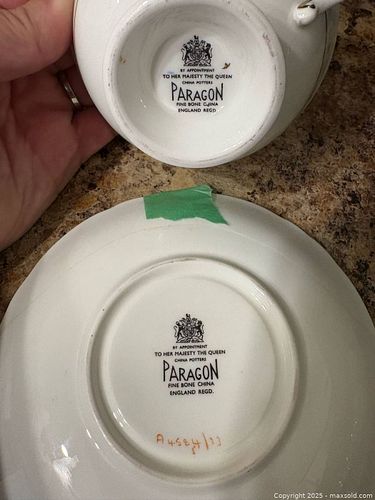 BY APPOINTMENT
TO HER MAJESTY THE QUEEN
CHINA POTTERS
PARAGON
FINE BONE CHINA
ENGLAND REGD.
BY APPOINTMENT
TO HER MAJESTY THE QUEEN
CHINA POTTERS
PARAGON
FINE BONE CHINA
ENGLAND REGD.
Copyright © 2025 - maxsold.com